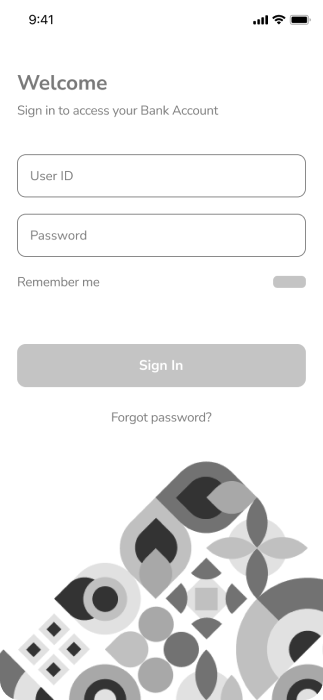 9:41
Welcome
Sign in to access your Bank Account
User ID
Password
Remember me
Sign In
Forgot password?